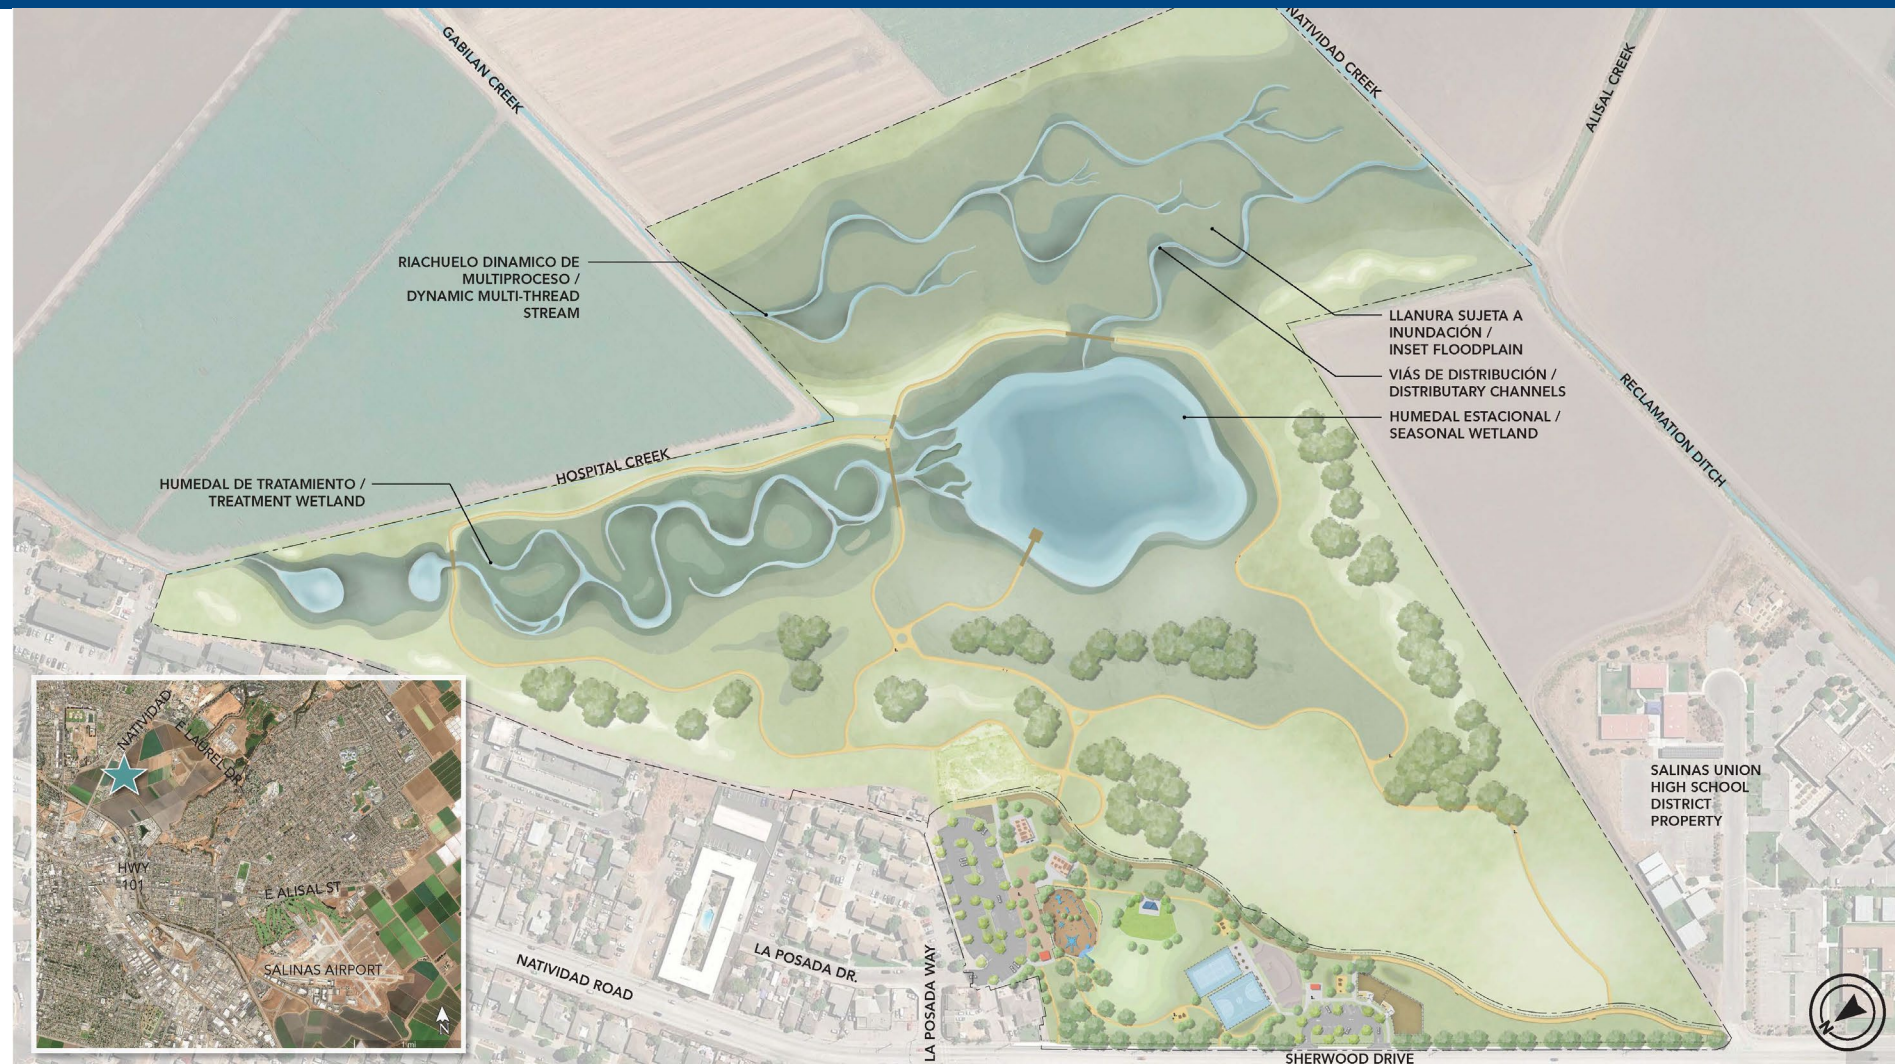 GABILAN CREEK
NATIVIDAD CREEK
ALISAL CREEK
RIACHUELO DINAMICO DE
MULTIPROCESO /
DYNAMIC MULTI-THREAD
STREAM
LLANURA SUJETA A
INUNDACIÓN /
INSET FLOODPLAIN
VIÁS DE DISTRIBUCIÓN /
DISTRIBUTARY CHANNELS
HUMEDAL ESTACIONAL /
SEASONAL WETLAND
RECLAMATION DITCH
HOSPITAL CREEK
HUMEDAL DE TRATAMIENTO /
TREATMENT WETLAND
NATIVIDAD
E LAUREL DR
HWY
101
E ALISAL ST
SALINAS AIRPORT
N
1 mi
SALINAS UNION
HIGH SCHOOL
DISTRICT
PROPERTY
NATIVIDAD ROAD
LA POSADA DR.
LA POSADA WAY
SHERWOOD DRIVE
N